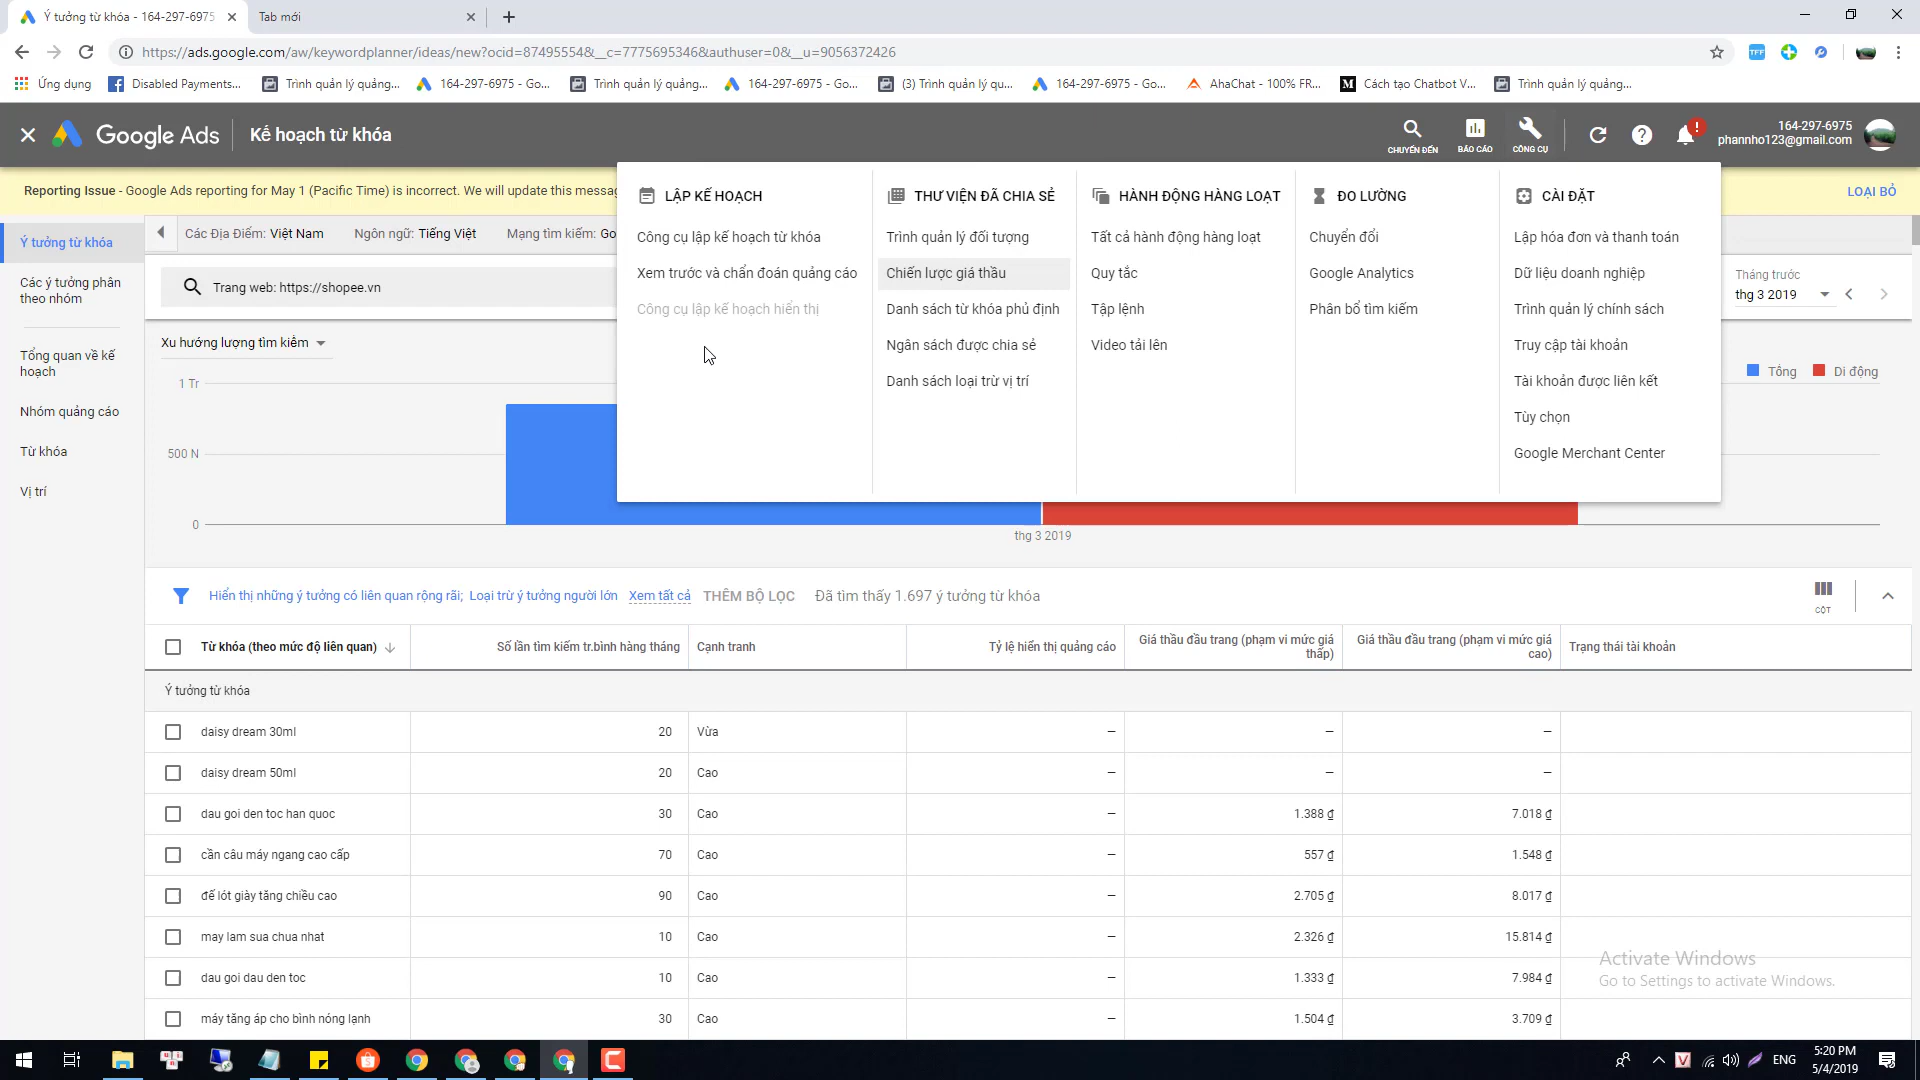 Ý tưởng từ khóa - 164-297-6975
Tab mới
https://ads.google.com/aw/keywordplanner/ideas/new?ocid=87495554&__c=7775695346&authuser=0&__u=9056372426
Ứng dụng
Disabled Payments...
Trình quản lý quảng...
164-297-6975 - Go...
Trình quản lý quảng...
164-297-6975 - Go...
(3) Trình quản lý qu...
164-297-6975 - Go...
AhaChat - 100% FR...
Cách tạo Chatbot V...
Trình quản lý quảng...
Google Ads
Kế hoạch từ khóa
CHUYỂN ĐẾN
BÁO CÁO
CÔNG CỤ
164-297-6975
phannho123@gmail.com
Reporting Issue - Google Ads reporting for May 1 (Pacific Time) is incorrect. We will update this messag
LOẠI BỎ
Ý tưởng từ khóa
Các ý tưởng phân
theo nhóm
Tổng quan về kế
hoạch
Nhóm quảng cáo
Từ khóa
Vị trí
Các Địa Điểm: Việt Nam
Ngôn ngữ: Tiếng Việt
Mạng tìm kiếm: Go
Trang web: https://shopee.vn
Tháng trước
thg 3 2019
LẬP KẾ HOẠCH
Công cụ lập kế hoạch từ khóa
Xem trước và chẩn đoán quảng cáo
Công cụ lập kế hoạch hiển thị
THƯ VIỆN ĐÃ CHIA SẺ
Trình quản lý đối tượng
Chiến lược giá thầu
Danh sách từ khóa phủ định
Ngân sách được chia sẻ
Danh sách loại trừ vị trí
HÀNH ĐỘNG HÀNG LOẠT
Tất cả hành động hàng loạt
Quy tắc
Tập lệnh
Video tải lên
ĐO LƯỜNG
Chuyển đổi
Google Analytics
Phân bổ tìm kiếm
CÀI ĐẶT
Lập hóa đơn và thanh toán
Dữ liệu doanh nghiệp
Trình quản lý chính sách
Truy cập tài khoản
Tài khoản được liên kết
Tùy chọn
Google Merchant Center
Xu hướng lượng tìm kiếm
1 Tr
500 N
0
thg 3 2019
Tổng
Di động
Hiển thị những ý tưởng có liên quan rộng rãi; Loại trừ ý tưởng người lớn Xem tất cả THÊM BỘ LỌC Đã tìm thấy 1.697 ý tưởng từ khóa
CỘT
Từ khóa (theo mức độ liên quan)
Số lần tìm kiếm tr.bình hàng tháng
Cạnh tranh
Tỷ lệ hiển thị quảng cáo
Giá thầu đầu trang (phạm vi mức giá
thấp)
Giá thầu đầu trang (phạm vi mức giá
cao)
Trạng thái tài khoản
Ý tưởng từ khóa
daisy dream 30ml 20 Vừa – – –
daisy dream 50ml 20 Cao – – –
dau goi den toc han quoc 30 Cao – 1.388 ₫ 7.018 ₫
cần câu máy ngang cao cấp 70 Cao – 557 ₫ 1.548 ₫
đế lót giày tăng chiều cao 90 Cao – 2.705 ₫ 8.017 ₫
may lam sua chua nhat 10 Cao – 2.326 ₫ 15.814 ₫
dau goi dau den toc 10 Cao – 1.333 ₫ 7.984 ₫
máy tăng áp cho bình nóng lạnh 30 Cao – 1.504 ₫ 3.709 ₫
Activate Windows
Go to Settings to activate Windows.
ENG
5:20 PM
5/4/2019